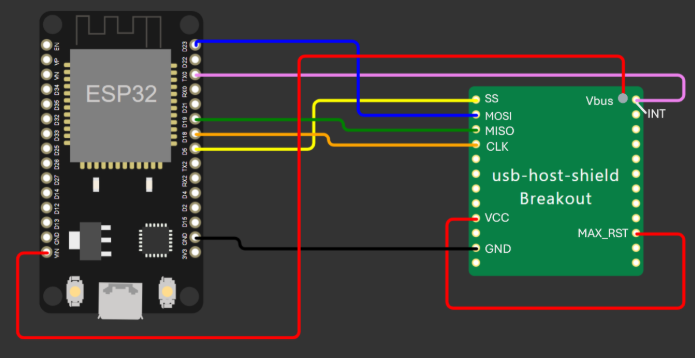 EN
VP
VN
D34
D35
D32
D33
D25
D26
D27
D14
D12
D13
GND
VIN
ESP32
D23
D22
TX0
RX0
D21
D19
D18
D5
TX2
RX2
D4
D2
D15
GND
3V3
SS
MOSI
MISO
CLK
VCC
GND
Vbus
INT
usb-host-shield
Breakout
MAX_RST